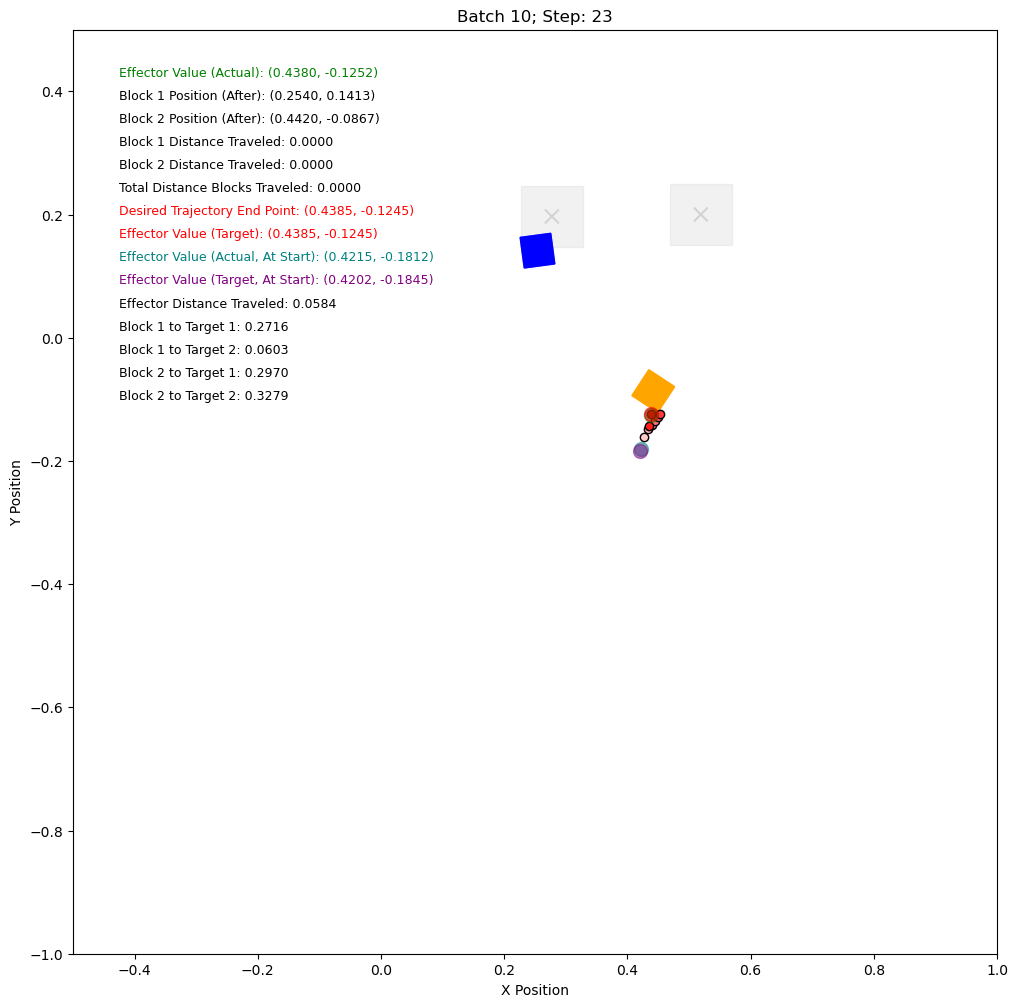 Batch 10; Step: 23
Effector Value (Actual): (0.4380, -0.1252)
Block 1 Position (After): (0.2540, 0.1413)
Block 2 Position (After): (0.4420, -0.0867)
Block 1 Distance Traveled: 0.0000
Block 2 Distance Traveled: 0.0000
Total Distance Blocks Traveled: 0.0000
Desired Trajectory End Point: (0.4385, -0.1245)
Effector Value (Target): (0.4385, -0.1245)
Effector Value (Actual, At Start): (0.4215, -0.1812)
Effector Value (Target, At Start): (0.4202, -0.1845)
Effector Distance Traveled: 0.0584
Block 1 to Target 1: 0.2716
Block 1 to Target 2: 0.0603
Block 2 to Target 1: 0.2970
Block 2 to Target 2: 0.3279
Y Position
0.4
0.2
0.0
−0.2
−0.4
−0.6
−0.8
−1.0
−0.4
−0.2
0.0
0.2
0.4
0.6
0.8
1.0
X Position